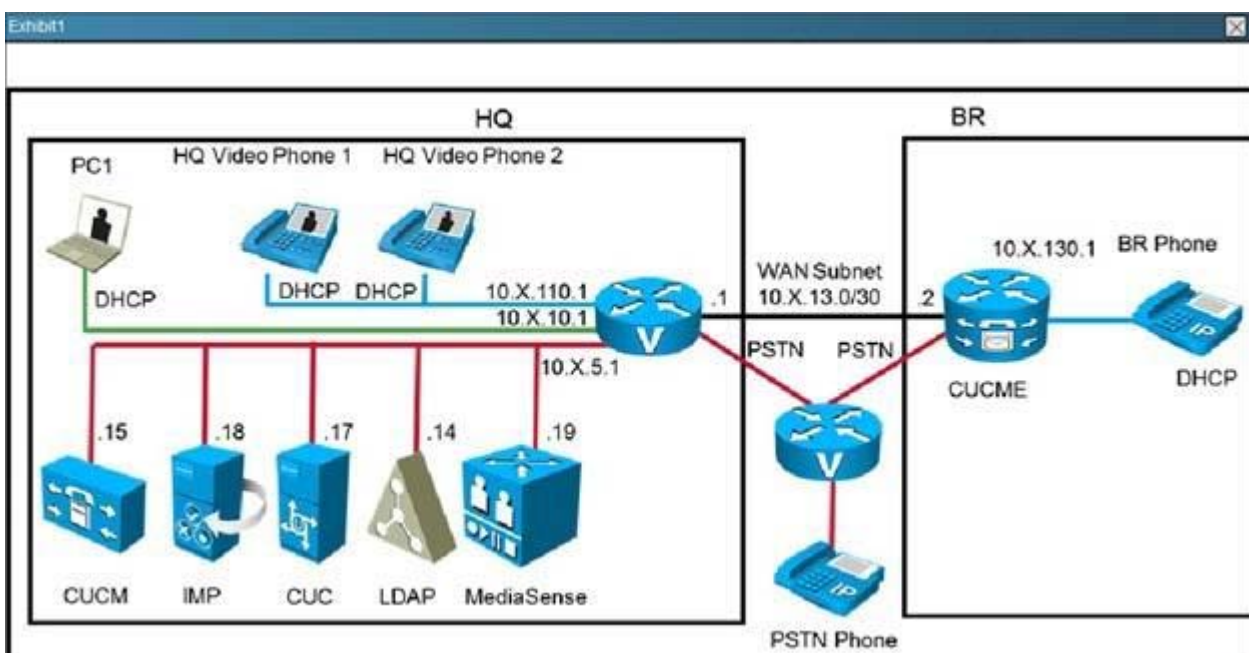 Exhibit1
HQ
BR
PC1
HQ Video Phone 1
HQ Video Phone 2
10.X.130.1
BR Phone
WAN Subnet
10.X.13.0/30
DHCP
DHCP
DHCP
10.X.110.1
10.X.10.1
.1
.2
V
IP
PSTN
PSTN
10.X.5.1
CUCME
DHCP
.15
.18
.17
.14
.19
V
CUCM
IMP
CUC
LDAP
MediaSense
IP
PSTN Phone